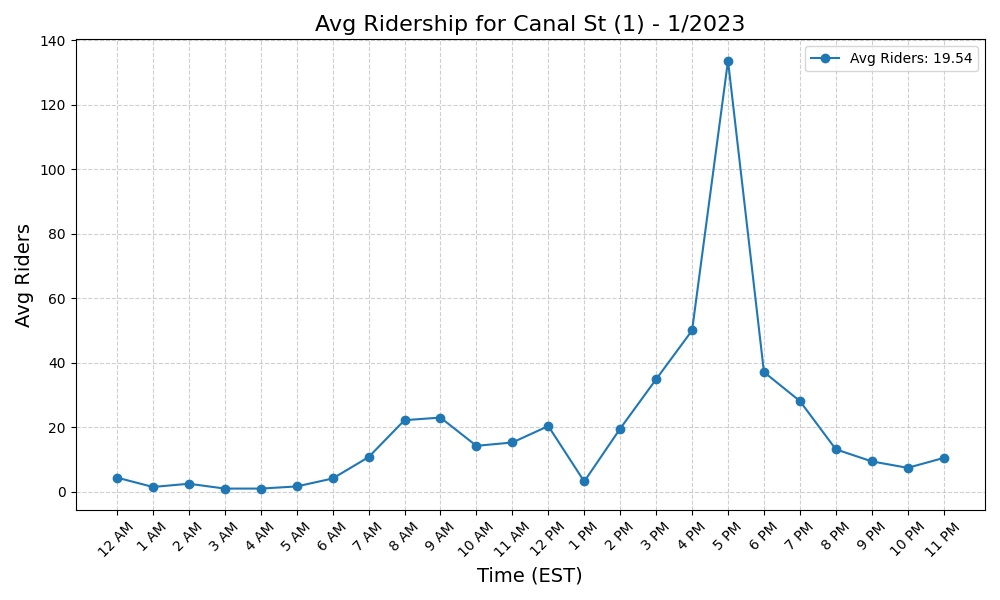 Avg Ridership for Canal St (1) - 1/2023
Avg Riders: 19.54
Avg Riders
140
120
100
80
60
40
20
0
12 AM
1 AM
2 AM
3 AM
4 AM
5 AM
6 AM
7 AM
8 AM
9 AM
10 AM
11 AM
12 PM
1 PM
2 PM
3 PM
4 PM
5 PM
6 PM
7 PM
8 PM
9 PM
10 PM
11 PM
Time (EST)